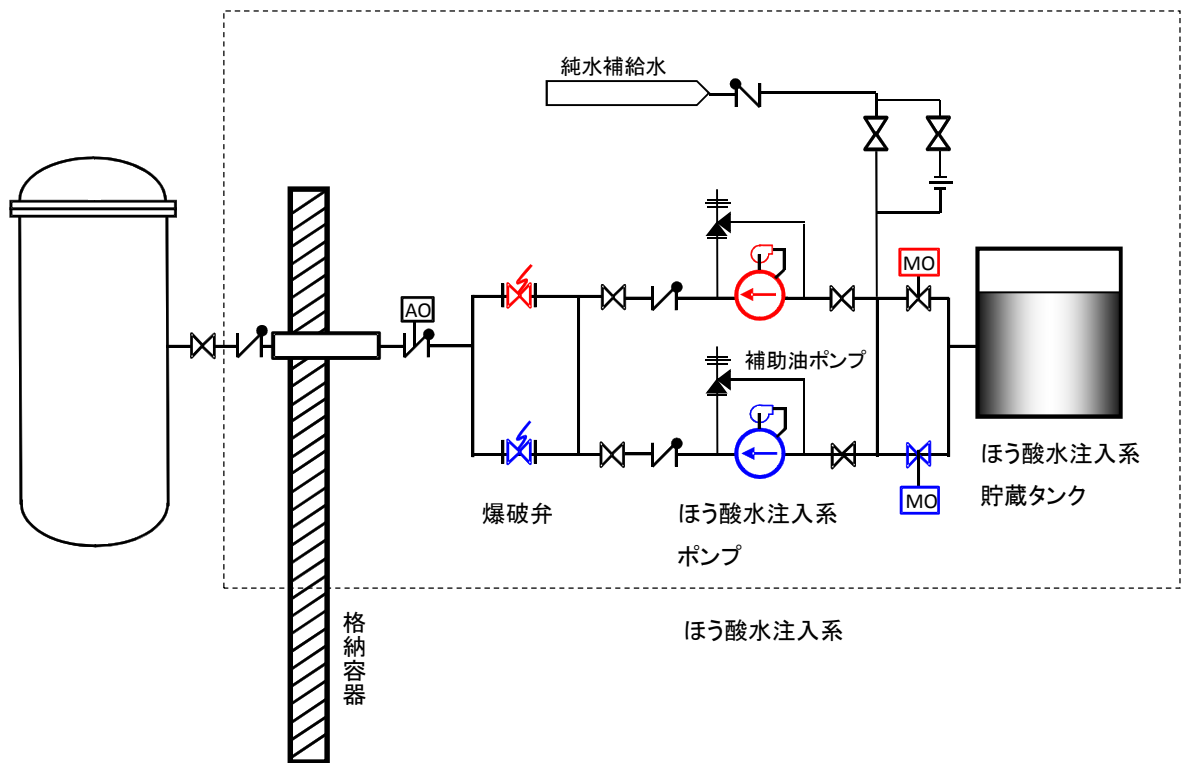 純水補給水
MO
AO
補助油ポンプ
ほう酸水注入系
貯蔵タンク
MO
爆破弁
ほう酸水注入系
ポンプ
ほう酸水注入系
格納容器